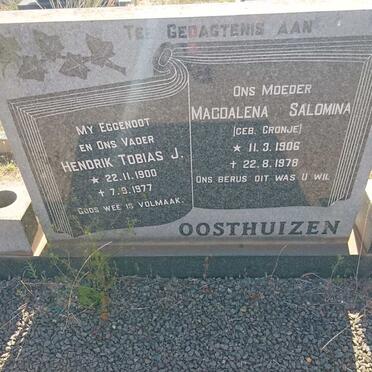 TER GEDAGTENIS AAN
MY EGGENOOT
EN ONS VADER
HENDRIK TOBIAS J.
★ 22.11.1900
✝ 7.9.1977
GODS WEE IS VOLMAAK.
ONS MOEDER
MAGDALENA SALOMINA
(GEB. CRONJE)
★ 11.3.1906
✝ 22.8.1978
ONS BERUS DIT WAS U WIL
OOSTHUIZEN